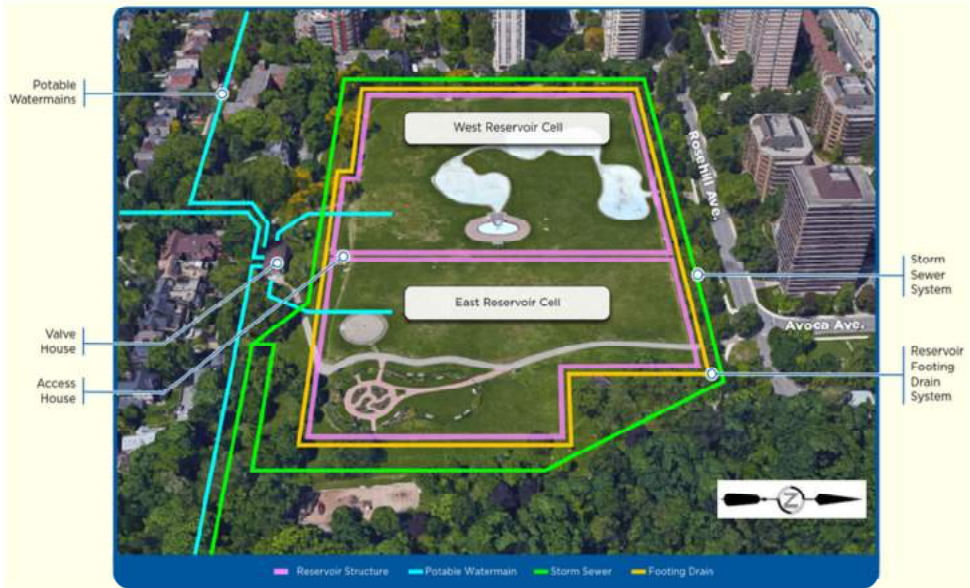 Potable
Watermains
West Reservoir Cell
Rosehill Ave.
East Reservoir Cell
Storm
Sewer
System
Avoca Ave.
Valve
House
Access
House
Reservoir
Footing
Drain
System
N
Reservoir Structure
Potable Watermain
Storm Sewer
Footing Drain